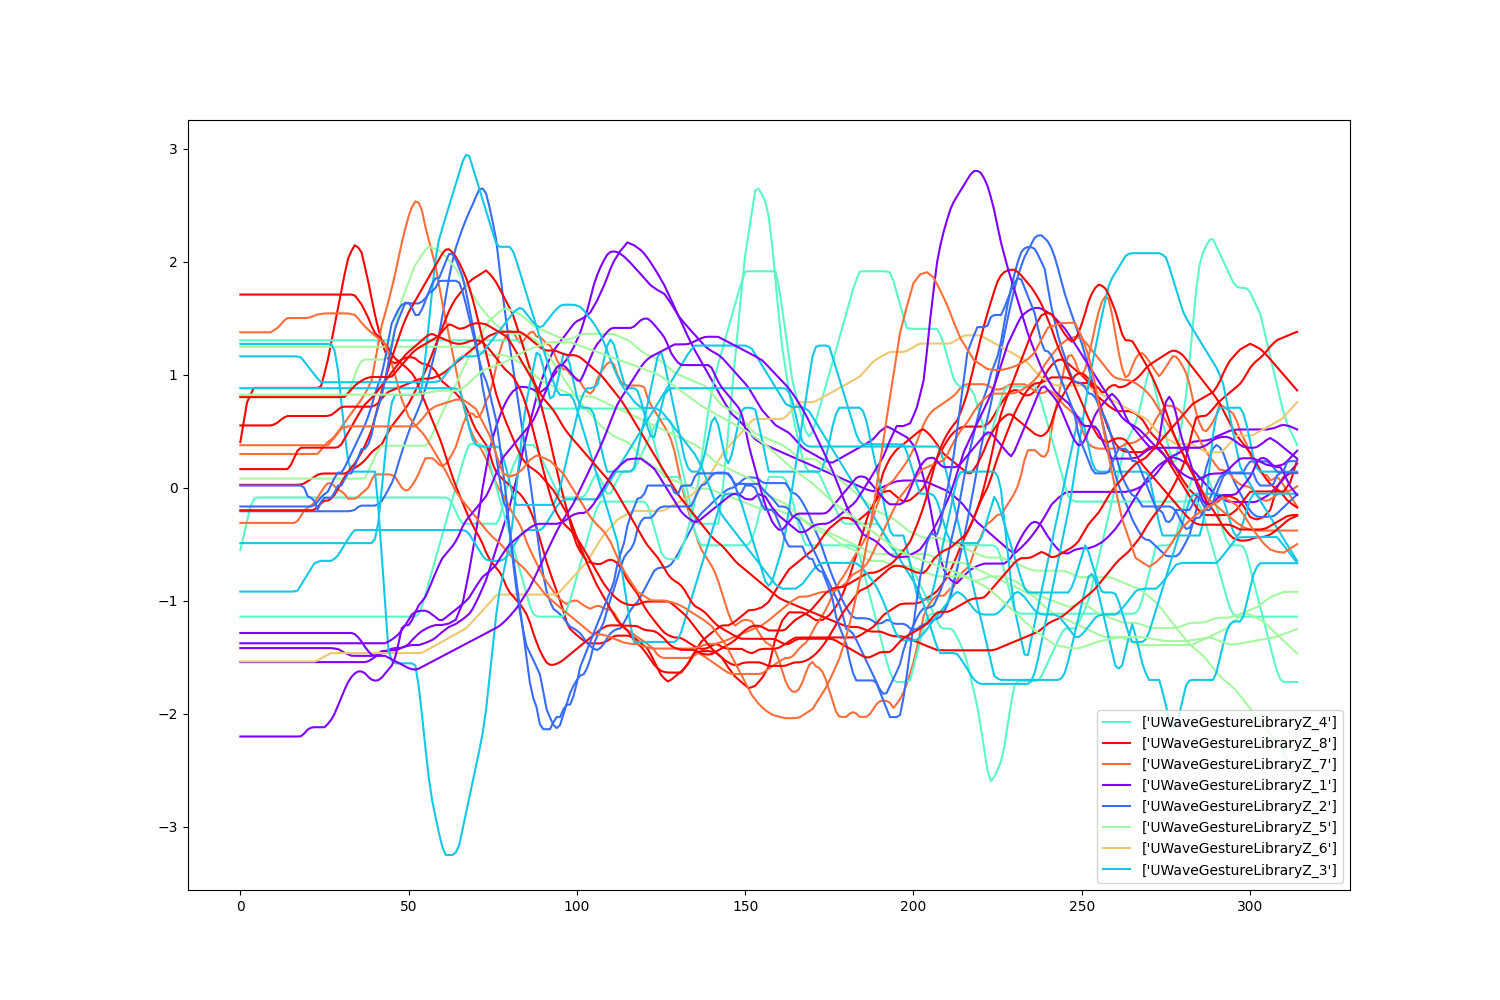 3
2
1
0
−1
−2
−3
0 50 100 150 200 250 300
['UWaveGestureLibraryZ_4']
['UWaveGestureLibraryZ_8']
['UWaveGestureLibraryZ_7']
['UWaveGestureLibraryZ_1']
['UWaveGestureLibraryZ_2']
['UWaveGestureLibraryZ_5']
['UWaveGestureLibraryZ_6']
['UWaveGestureLibraryZ_3']